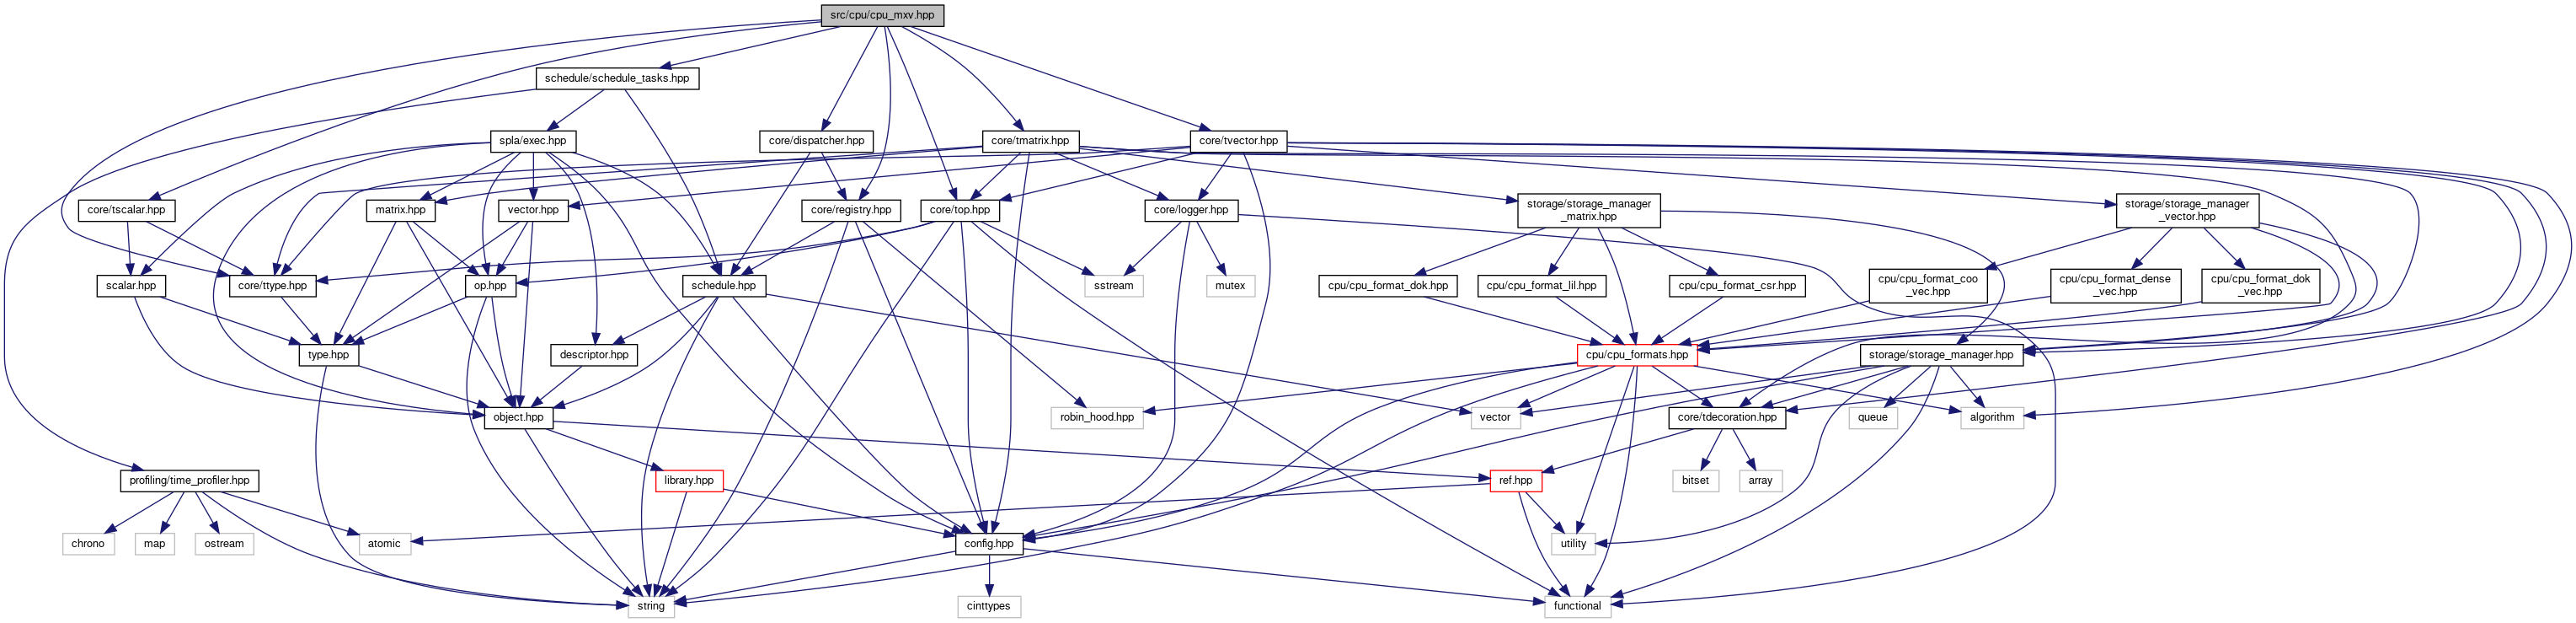 src/cpu/cpu_mxv.hpp
schedule/schedule_tasks.hpp
spla/exec.hpp
core/dispatcher.hpp
core/tmatrix.hpp
core/tvector.hpp
core/tscalar.hpp
matrix.hpp
vector.hpp
core/registry.hpp
core/top.hpp
core/logger.hpp
storage/storage_manager
_matrix.hpp
storage/storage_manager
_vector.hpp
scalar.hpp
core/ttype.hpp
op.hpp
schedule.hpp
sstream
mutex
cpu/cpu_format_dok.hpp
cpu/cpu_format_lil.hpp
cpu/cpu_format_csr.hpp
cpu/cpu_format_coo
_vec.hpp
cpu/cpu_format_dense
_vec.hpp
cpu/cpu_format_dok
_vec.hpp
type.hpp
descriptor.hpp
cpu/cpu_formats.hpp
storage/storage_manager.hpp
object.hpp
robin_hood.hpp
vector
core/tdecoration.hpp
queue
algorithm
profiling/time_profiler.hpp
library.hpp
ref.hpp
bitset
array
chrono
map
ostream
atomic
config.hpp
utility
string
cinttypes
functional